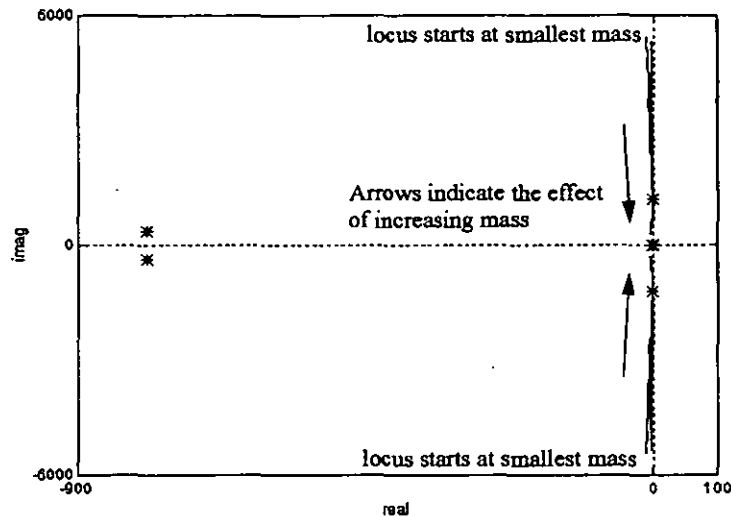 6000
locus starts at smallest mass
Arrows indicate the effect
of increasing mass
imag
0
locus starts at smallest mass
-6000
-900
0
100
real